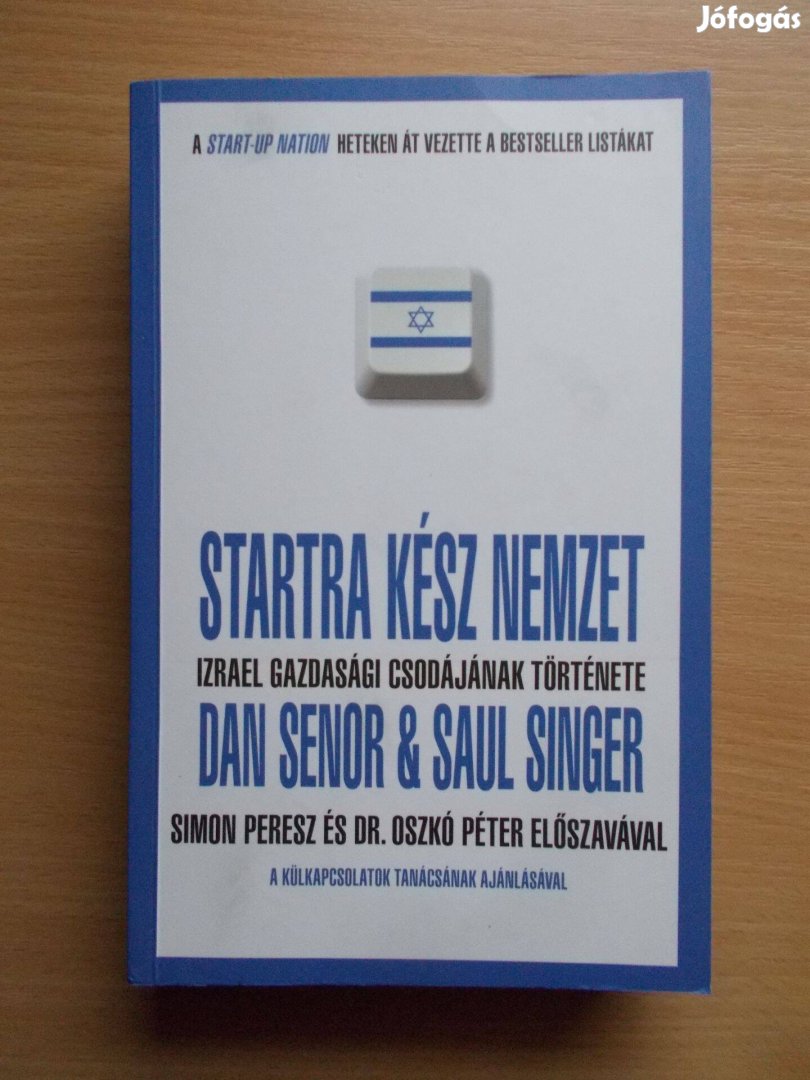 Jófogás
A START-UP NATION HETEKEN ÁT VEZETTE A BESTSELLER LISTÁKAT
STARTRA KÉSZ NEMZET
IZRAEL GAZDASÁGI CSODÁJÁNAK TÖRTÉNETE
DAN SENOR & SAUL SINGER
SIMON PERESZ ÉS DR. OSZKÓ PÉTER ELŐSZAVÁVAL
A KÜLKAPCSOLATOK TANÁCSÁNAK AJÁNLÁSÁVAL